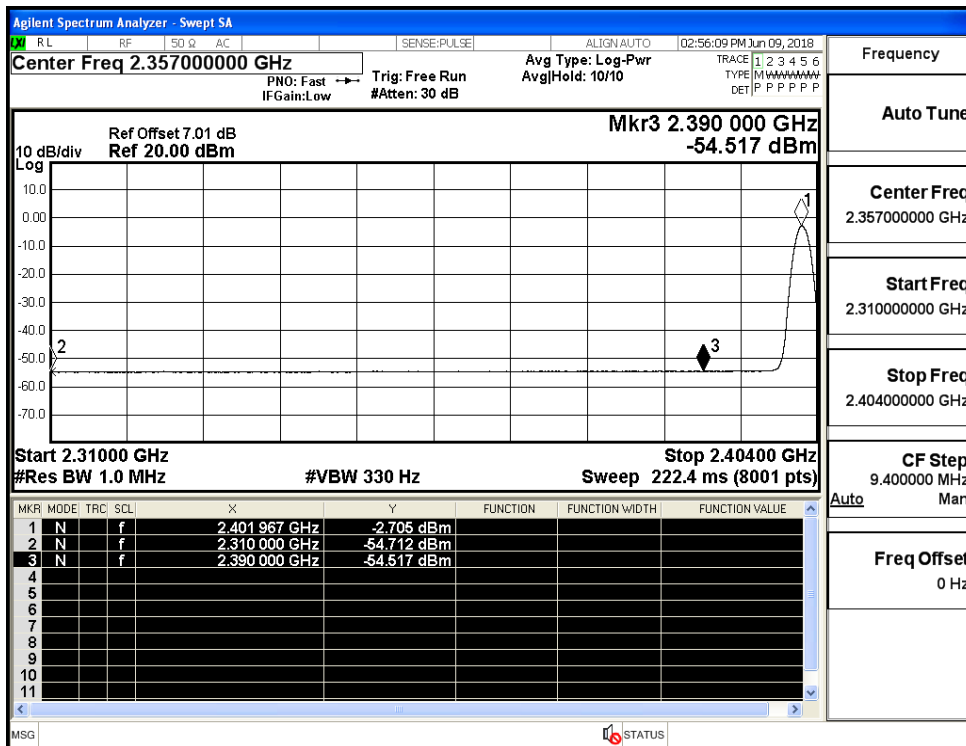 Agilent Spectrum Analyzer - Swept SA
LXI RL RF 50 Ω AC SENSE:PULSE ALIGN AUTO 02:56:09 PM Jun 09, 2018
Center Freq 2.357000000 GHz
PNO: Fast
IFGain:Low
Trig: Free Run
#Atten: 30 dB
Avg Type: Log-Pwr
Avg|Hold: 10/10
TRACE 1 2 3 4 5 6
TYPE M W W W W W
DET P P P P P P
Ref Offset 7.01 dB
10 dB/div Ref 20.00 dBm
Log
Mkr3 2.390 000 GHz
-54.517 dBm
10.0
0.00
-10.0
-20.0
-30.0
-40.0
-50.0
-60.0
-70.0
1
2
3
Start 2.31000 GHz Stop 2.40400 GHz
#Res BW 1.0 MHz #VBW 330 Hz Sweep 222.4 ms (8001 pts)
MKR MODE TRC SCL X Y FUNCTION FUNCTION WIDTH FUNCTION VALUE
1 N f 2.401 967 GHz -2.705 dBm
2 N f 2.310 000 GHz -54.712 dBm
3 N f 2.390 000 GHz -54.517 dBm
4
5
6
7
8
9
10
11
MSG STATUS
Frequency
Auto Tune
Center Freq
2.357000000 GHz
Start Freq
2.310000000 GHz
Stop Freq
2.404000000 GHz
CF Step
9.400000 MHz
Auto Man
Freq Offset
0 Hz